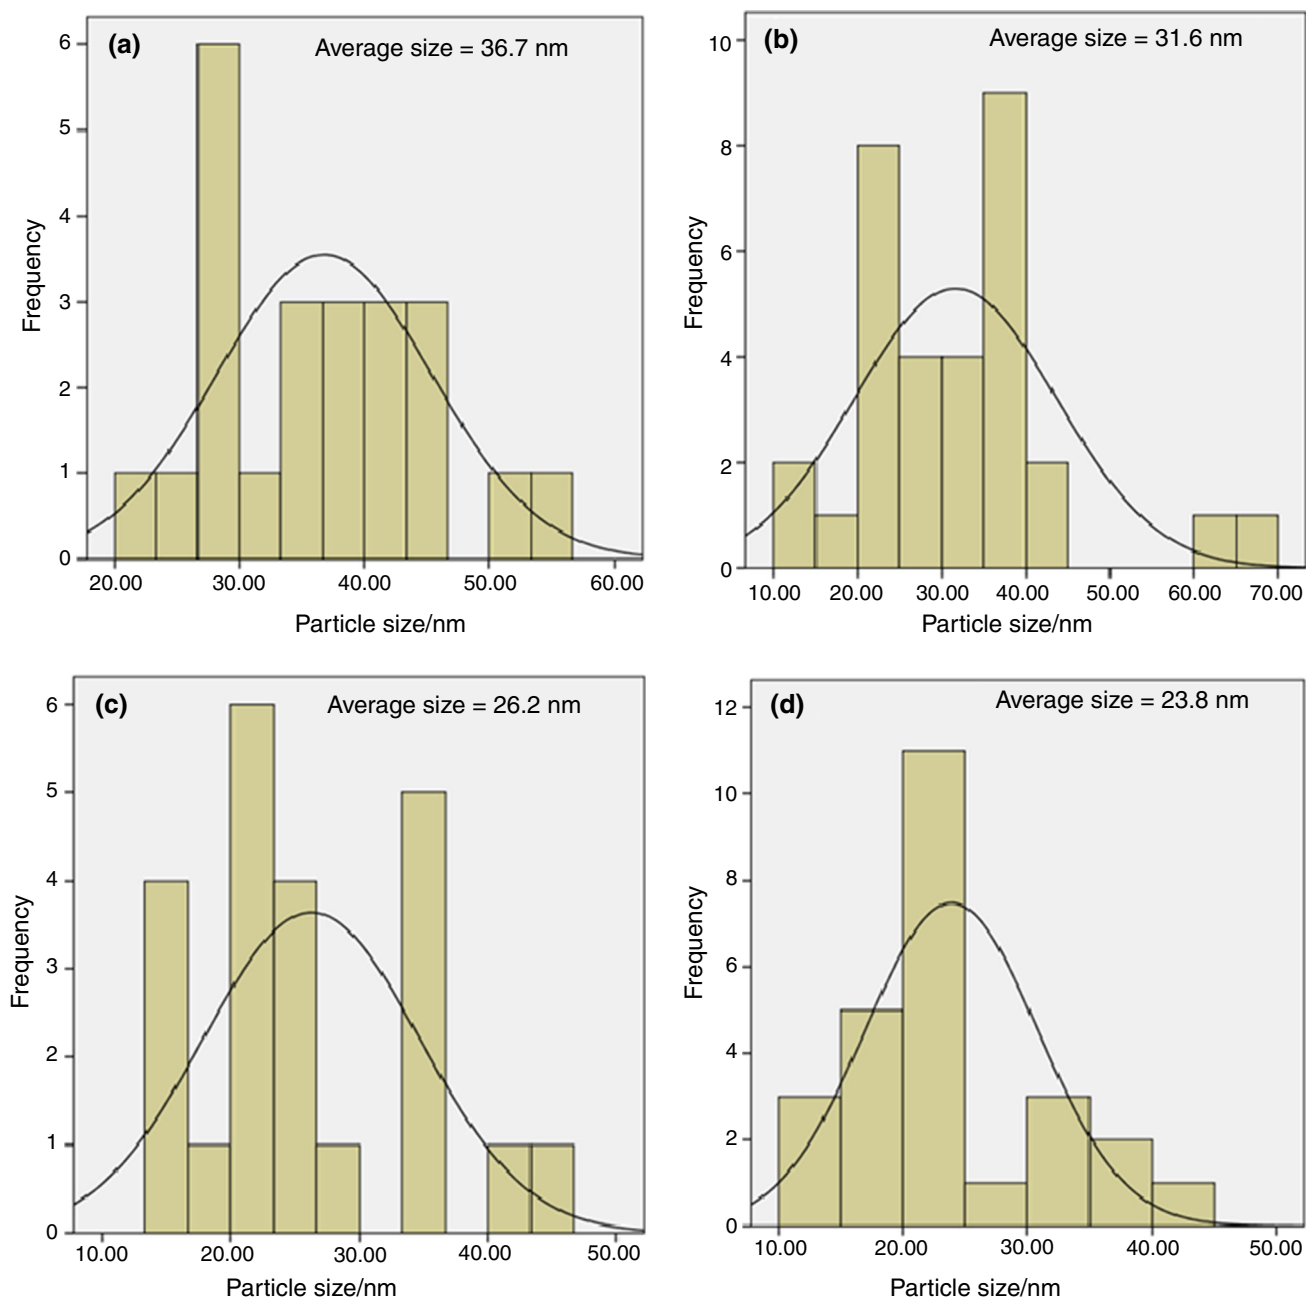 (a)
Average size = 36.7 nm
6
5
4
3
2
1
0
Frequency
20.00 30.00 40.00 50.00 60.00
Particle size/nm
(b)
Average size = 31.6 nm
10
8
6
4
2
0
Frequency
10.00 20.00 30.00 40.00 50.00 60.00 70.00
Particle size/nm
(c)
Average size = 26.2 nm
6
5
4
3
2
1
0
Frequency
10.00 20.00 30.00 40.00 50.00
Particle size/nm
(d)
Average size = 23.8 nm
12
10
8
6
4
2
0
Frequency
10.00 20.00 30.00 40.00 50.00
Particle size/nm